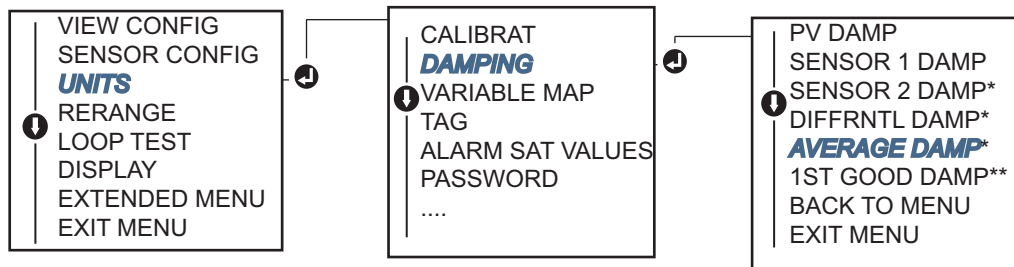 VIEW CONFIG
SENSOR CONFIG
UNITS
RERANGE
LOOP TEST
DISPLAY
EXTENDED MENU
EXIT MENU
CALIBRAT
DAMPING
VARIABLE MAP
TAG
ALARM SAT VALUES
PASSWORD
....
PV DAMP
SENSOR 1 DAMP
SENSOR 2 DAMP*
DIFFRNTL DAMP*
AVERAGE DAMP*
1ST GOOD DAMP**
BACK TO MENU
EXIT MENU